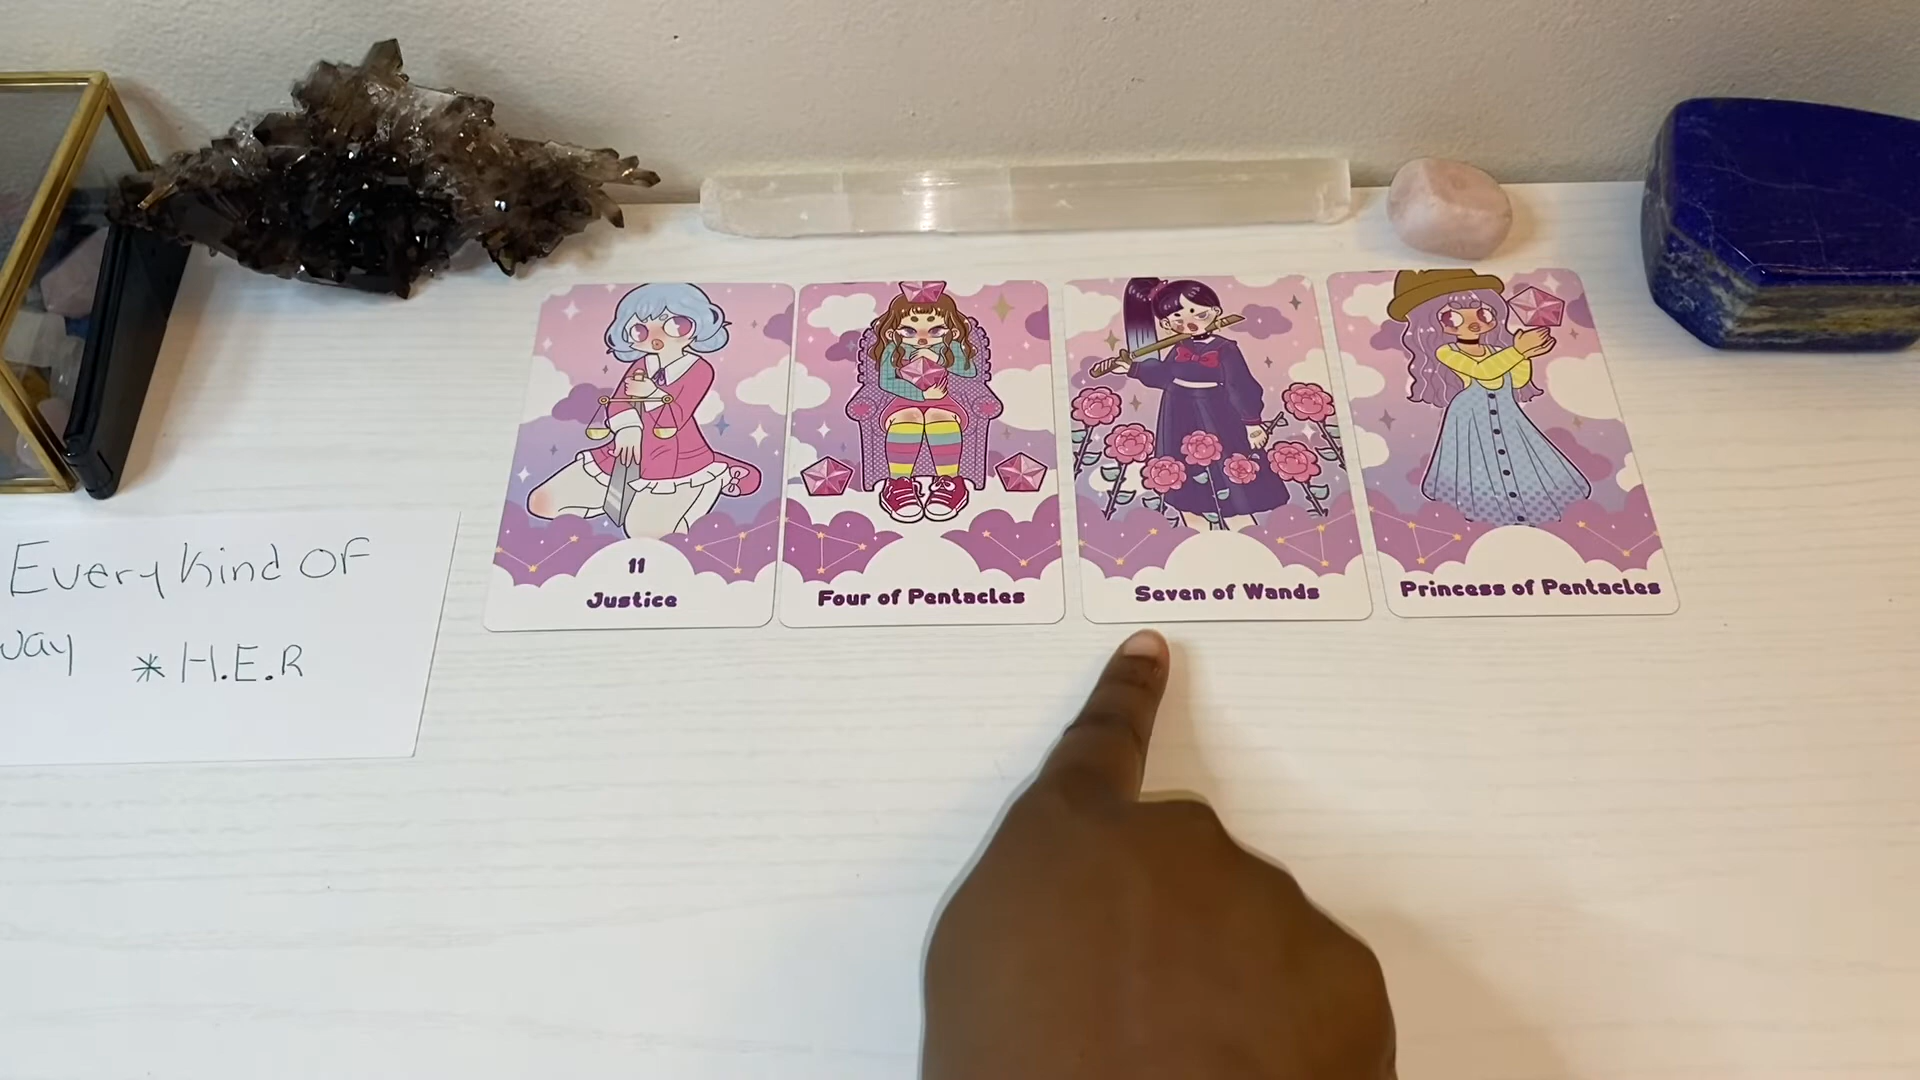 Every kind of
way *H.E.R
11
Justice
Four of Pentacles
Seven of Wands
Princess of Pentacles